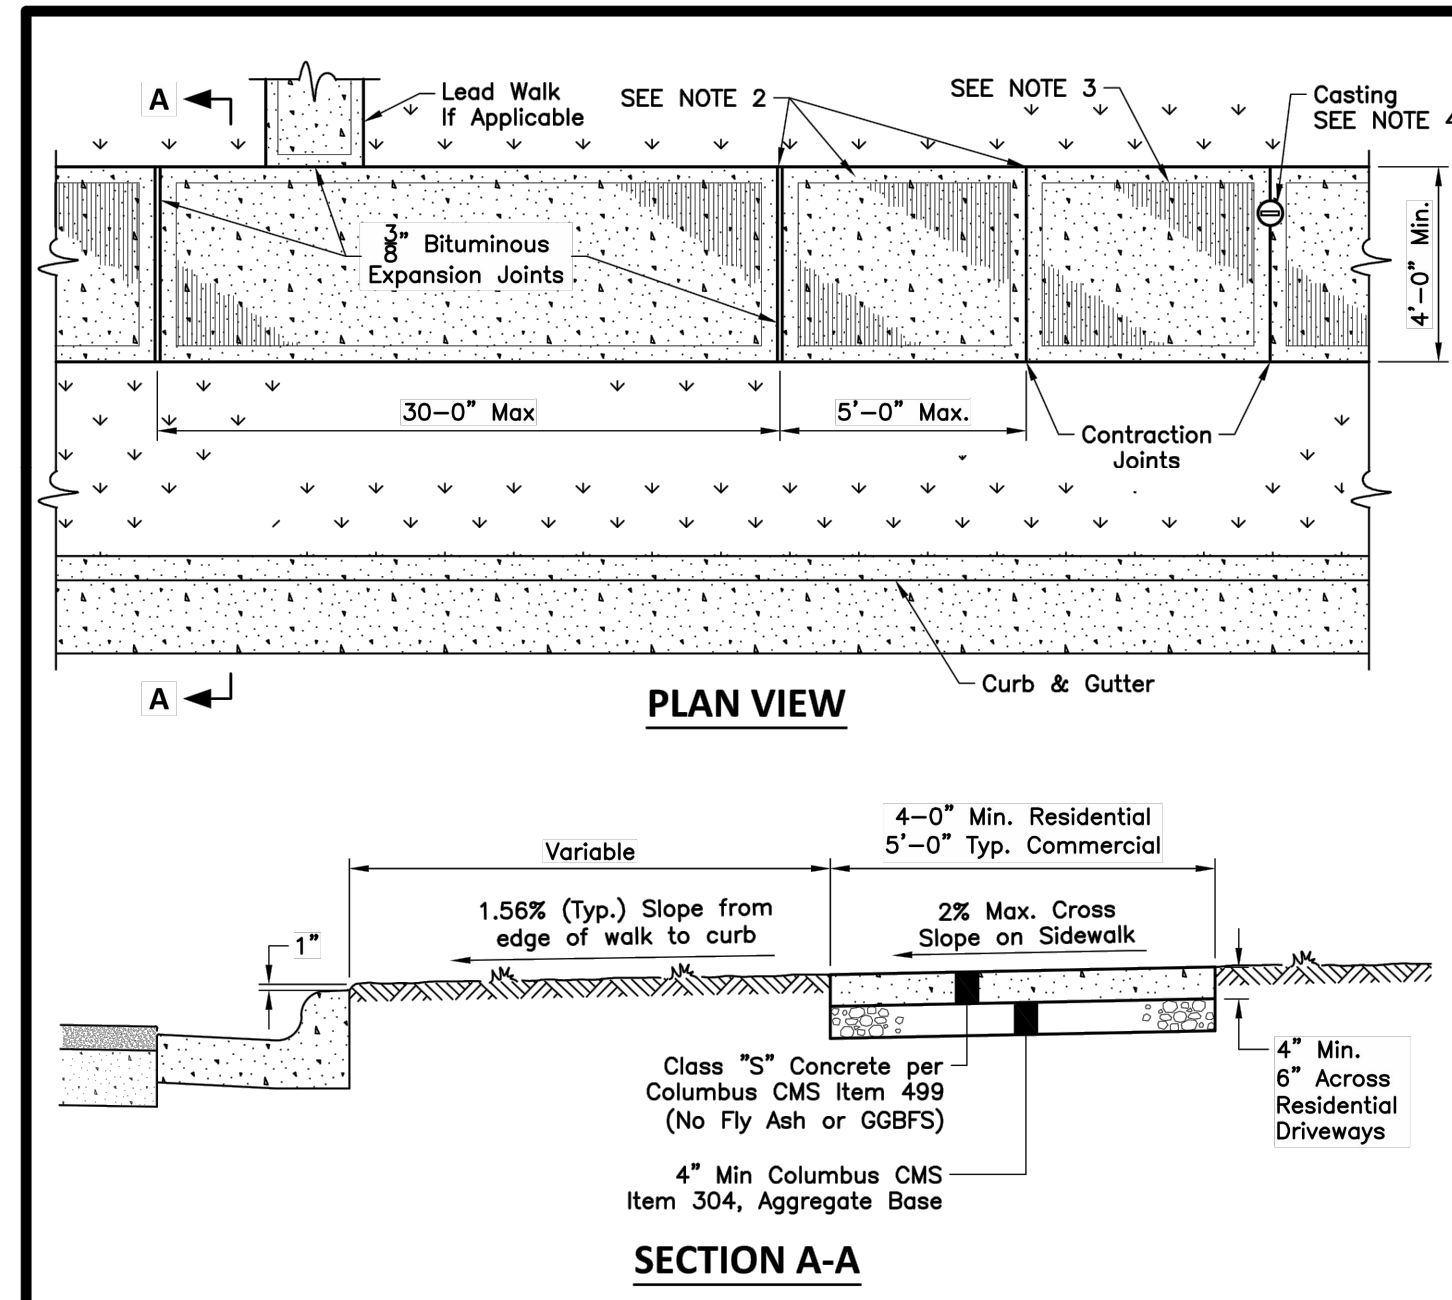 A
Lead Walk
If Applicable
SEE NOTE 2
SEE NOTE 3
Casting
SEE NOTE 4
3/8" Bituminous
Expansion Joints
4'-0" Min.
30-0" Max
5'-0" Max.
Contraction
Joints
A
Curb & Gutter
PLAN VIEW
4-0" Min. Residential
5'-0" Typ. Commercial
Variable
1.56% (Typ.) Slope from
edge of walk to curb
2% Max. Cross
Slope on Sidewalk
1"
Class "S" Concrete per
Columbus CMS Item 499
(No Fly Ash or GGBFS)
4" Min.
6" Across
Residential
Driveways
4" Min Columbus CMS
Item 304, Aggregate Base
SECTION A-A